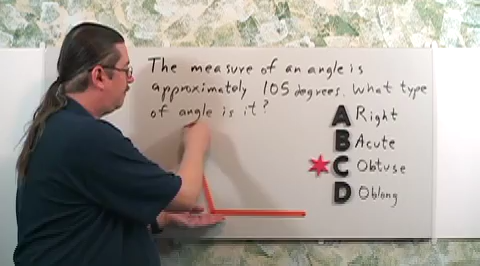 The measure of an angle is
approximately 105 degrees. What type
of angle is it?
A Right
B Acute
C Obtuse
D Oblong